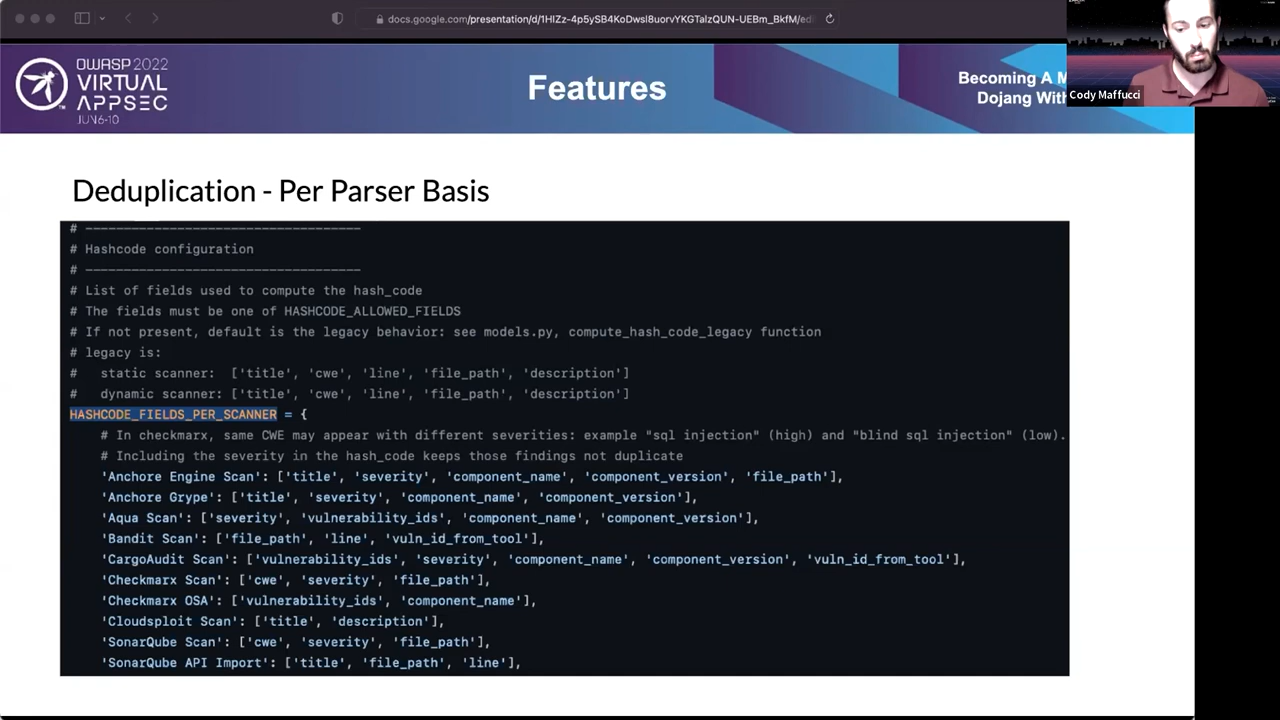 docs.google.com/presentation/d/1HIZz-4p5ySB4KoDwsl8uorvYKGTalzQUN-UEBm_BkfM/ed
OWASP 2022
VIRTUAL
APPSEC
JUN 6-10
Features
Becoming A M
Dojang With
Cody Maffucci
Deduplication - Per Parser Basis
# ------------------------------------
# Hashcode configuration
# ------------------------------------
# List of fields used to compute the hash_code
# The fields must be one of HASHCODE_ALLOWED_FIELDS
# If not present, default is the legacy behavior: see models.py, compute_hash_code_legacy function
# legacy is:
#   static scanner:  ['title', 'cwe', 'line', 'file_path', 'description']
#   dynamic scanner: ['title', 'cwe', 'line', 'file_path', 'description']
HASHCODE_FIELDS_PER_SCANNER = {
    # In checkmarx, same CWE may appear with different severities: example "sql injection" (high) and "blind sql injection" (low).
    # Including the severity in the hash_code keeps those findings not duplicate
    'Anchore Engine Scan': ['title', 'severity', 'component_name', 'component_version', 'file_path'],
    'Anchore Grype': ['title', 'severity', 'component_name', 'component_version'],
    'Aqua Scan': ['severity', 'vulnerability_ids', 'component_name', 'component_version'],
    'Bandit Scan': ['file_path', 'line', 'vuln_id_from_tool'],
    'CargoAudit Scan': ['vulnerability_ids', 'severity', 'component_name', 'component_version', 'vuln_id_from_tool'],
    'Checkmarx Scan': ['cwe', 'severity', 'file_path'],
    'Checkmarx OSA': ['vulnerability_ids', 'component_name'],
    'Cloudsploit Scan': ['title', 'description'],
    'SonarQube Scan': ['cwe', 'severity', 'file_path'],
    'SonarQube API Import': ['title', 'file_path', 'line'],